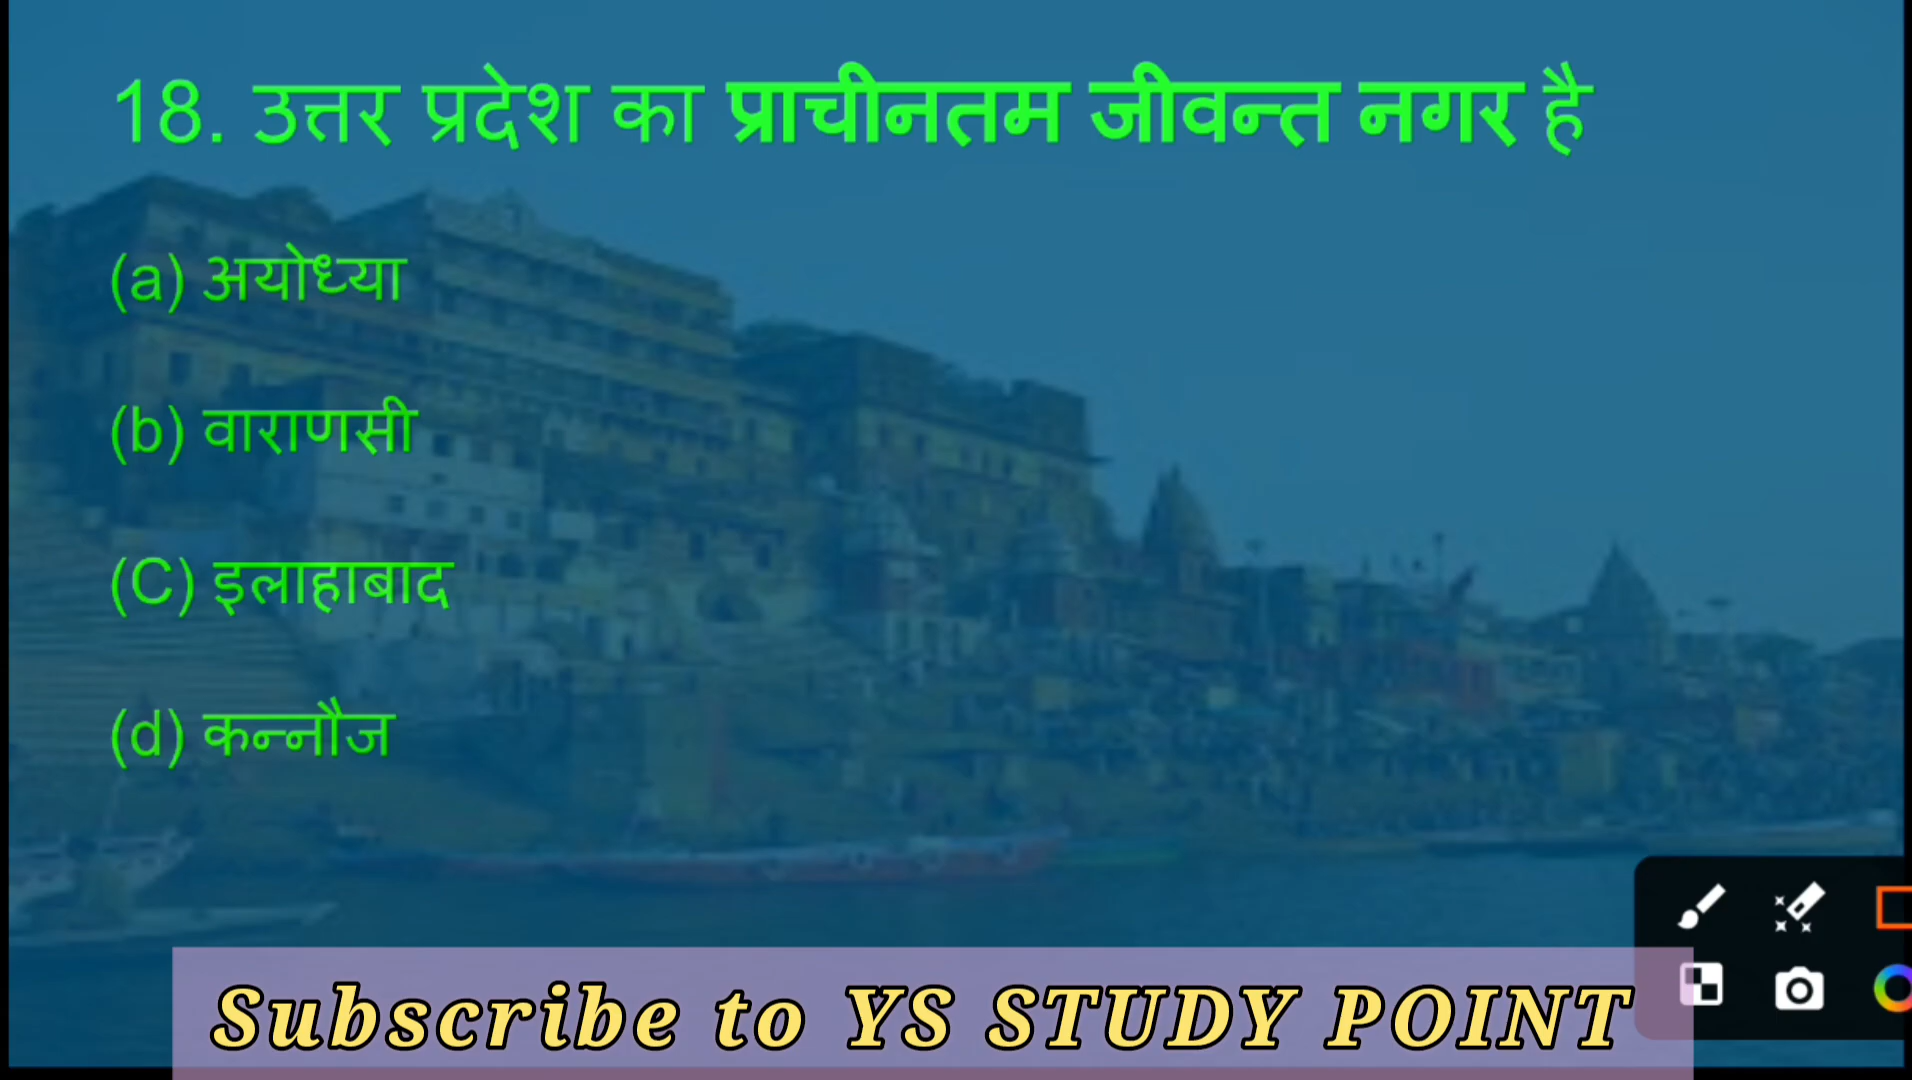 18. उत्तर प्रदेश का प्राचीनतम जीवन्त नगर है
(a) अयोध्या
(b) वाराणसी
(C) इलाहाबाद
(d) कन्नौज
Subscribe to YS STUDY POINT